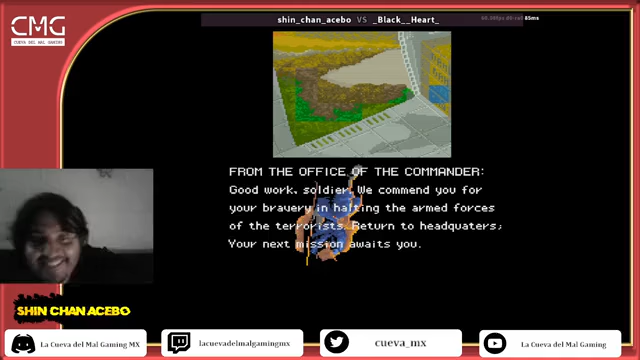 CMG
CUEVA DEL MAL GAMING
shin_chan_acebo VS _Black__Heart_
85ms
FROM THE OFFICE OF THE COMMANDER:
Good work, soldier. We commend you for
your bravery in halting the armed forces
of the terrorists. Return to headquaters;
Your next mission awaits you.
SHIN CHAN ACEBO
La Cueva del Mal Gaming MX
lacuevadelmalgamingmx
cueva_mx
La Cueva del Mal Gaming